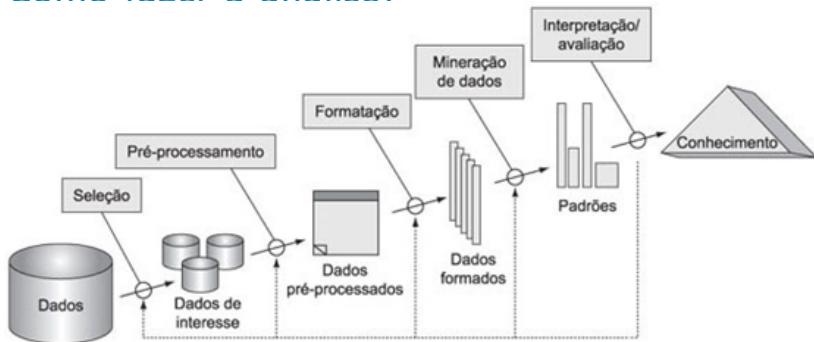 Interpretação/
avaliação
Mineração
de dados
Formatação
Pré-processamento
Seleção
Dados
Dados de
interesse
Dados
pré-processados
Dados
formados
Padrões
Conhecimento